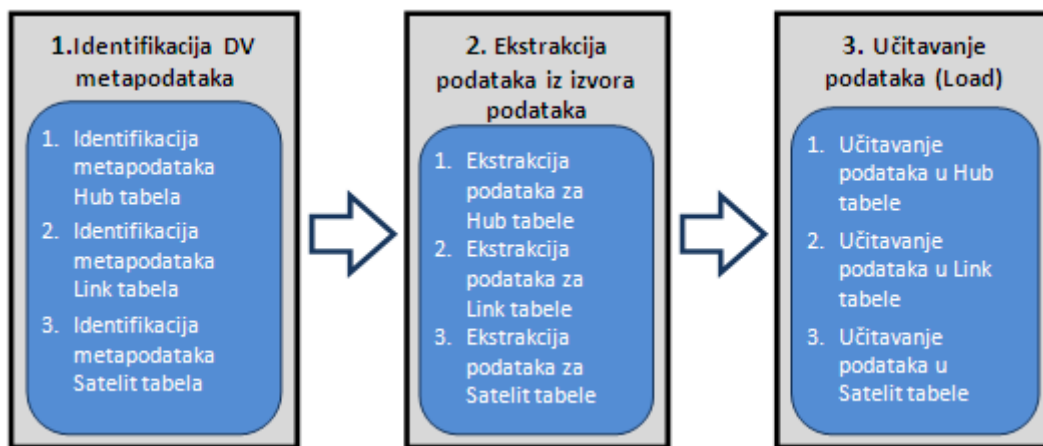 1.Identifikacija DV
metapodataka
1. Identifikacija
metapodataka
Hub tabela
2. Identifikacija
metapodataka
Link tabela
3. Identifikacija
metapodataka
Satelit tabela
2. Ekstrakcija
podataka iz izvora
podataka
1. Ekstrakcija
podataka za
Hub tabele
2. Ekstrakcija
podataka za
Link tabele
3. Ekstrakcija
podataka za
Satelit tabele
3. Učitavanje
podataka (Load)
1. Učitavanje
podataka u Hub
tabele
2. Učitavanje
podataka u Link
tabele
3. Učitavanje
podataka u
Satelit tabele